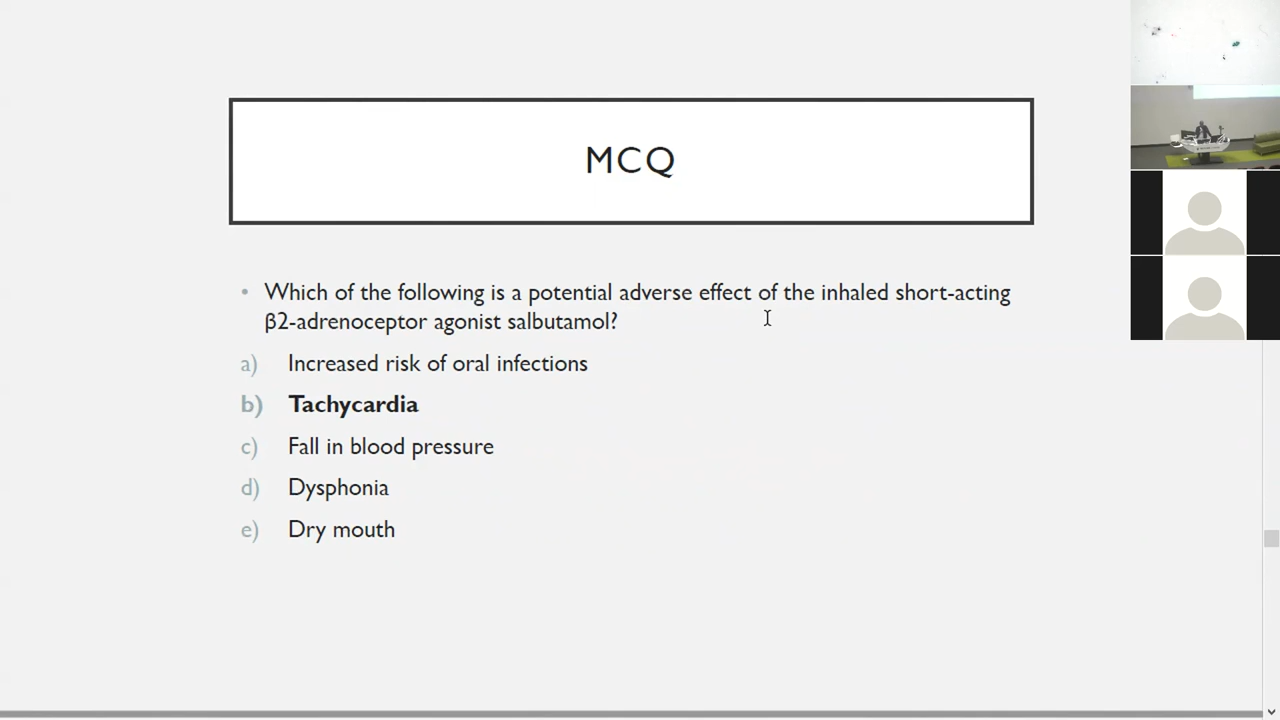 MCQ
• Which of the following is a potential adverse effect of the inhaled short-acting
β2-adrenoceptor agonist salbutamol?
a) Increased risk of oral infections
b) Tachycardia
c) Fall in blood pressure
d) Dysphonia
e) Dry mouth